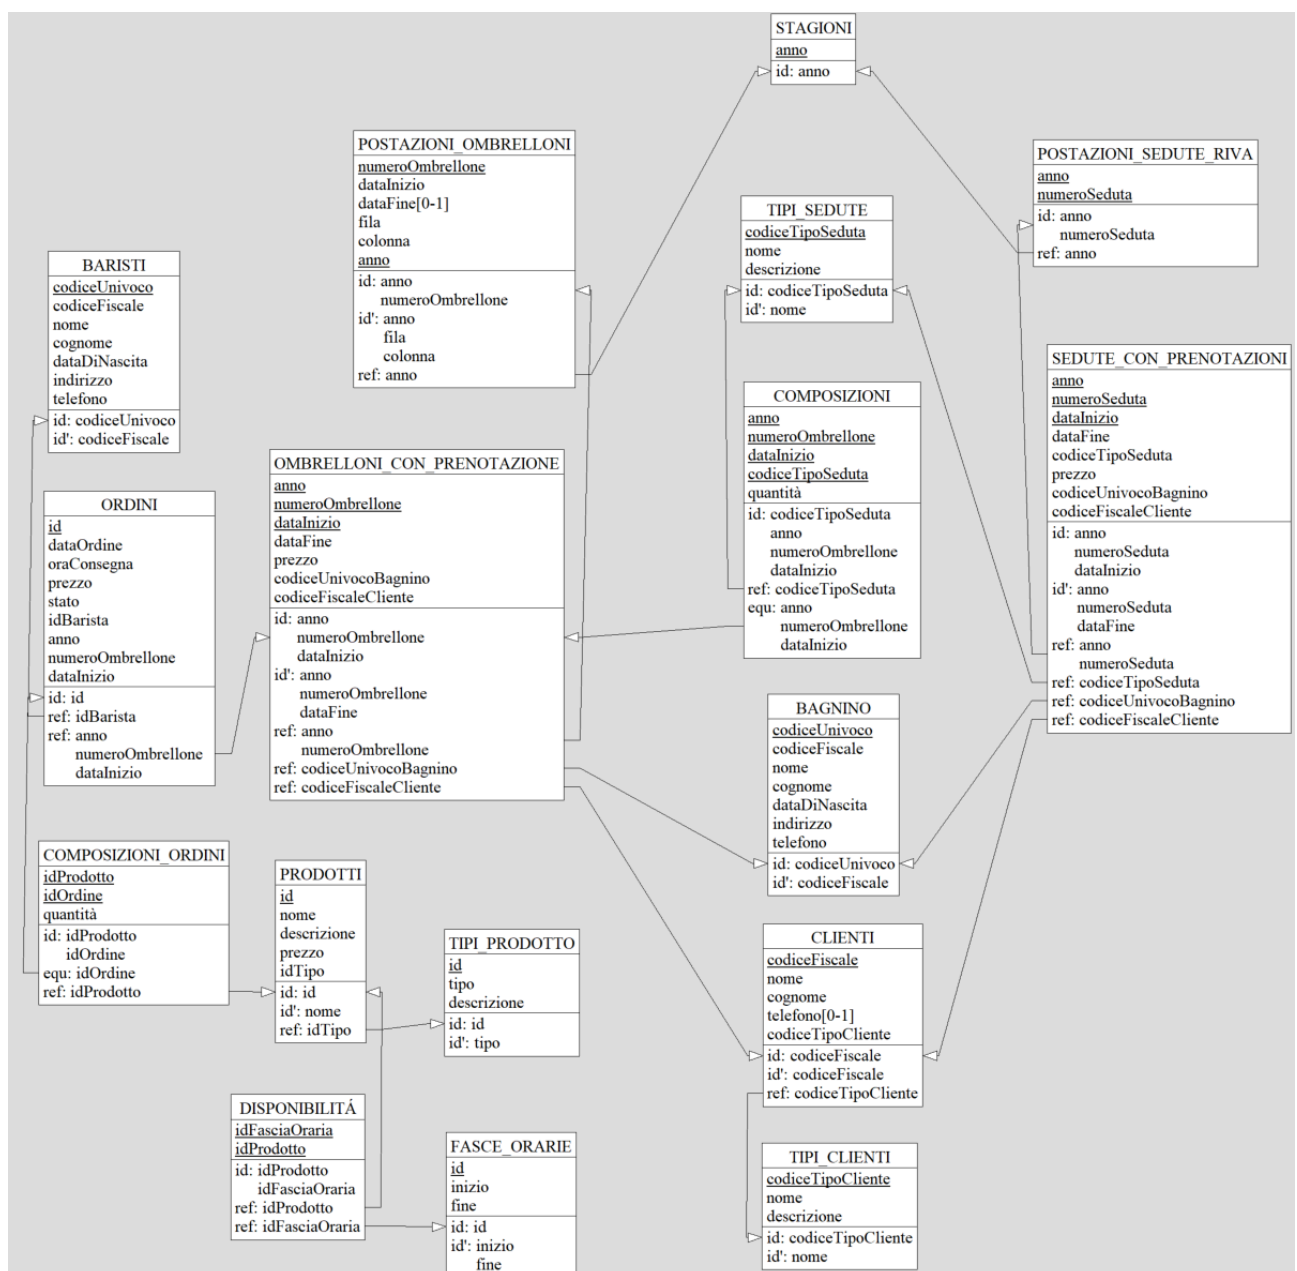 STAGIONI
anno
id: anno
POSTAZIONI_OMBRELLONI
numeroOmbrellone
dataInizio
dataFine[0-1]
fila
colonna
anno
id: anno
numeroOmbrellone
id': anno
fila
colonna
ref: anno
POSTAZIONI_SEDUTE_RIVA
anno
numeroSeduta
id: anno
numeroSeduta
ref: anno
TIPI_SEDUTE
codiceTipoSeduta
nome
descrizione
id: codiceTipoSeduta
id': nome
BARISTI
codiceUnivoco
codiceFiscale
nome
cognome
dataDiNascita
indirizzo
telefono
id: codiceUnivoco
id': codiceFiscale
SEDUTE_CON_PRENOTAZIONI
anno
numeroSeduta
dataInizio
dataFine
codiceTipoSeduta
prezzo
codiceUnivocoBagnino
codiceFiscaleCliente
id: anno
numeroSeduta
dataInizio
id': anno
numeroSeduta
dataFine
ref: anno
numeroSeduta
ref: codiceTipoSeduta
ref: codiceUnivocoBagnino
ref: codiceFiscaleCliente
COMPOSIZIONI
anno
numeroOmbrellone
dataInizio
codiceTipoSeduta
quantità
id: codiceTipoSeduta
anno
numeroOmbrellone
dataInizio
ref: codiceTipoSeduta
equ: anno
numeroOmbrellone
dataInizio
OMBRELLONI_CON_PRENOTAZIONE
anno
numeroOmbrellone
dataInizio
dataFine
prezzo
codiceUnivocoBagnino
codiceFiscaleCliente
id: anno
numeroOmbrellone
dataInizio
id': anno
numeroOmbrellone
dataFine
ref: anno
numeroOmbrellone
ref: codiceUnivocoBagnino
ref: codiceFiscaleCliente
ORDINI
id
dataOrdine
oraConsegna
prezzo
stato
idBarista
anno
numeroOmbrellone
dataInizio
id: id
ref: idBarista
ref: anno
numeroOmbrellone
dataInizio
BAGNINO
codiceUnivoco
codiceFiscale
nome
cognome
dataDiNascita
indirizzo
telefono
id: codiceUnivoco
id': codiceFiscale
COMPOSIZIONI_ORDINI
idProdotto
idOrdine
quantità
id: idProdotto
idOrdine
equ: idOrdine
ref: idProdotto
PRODOTTI
id
nome
descrizione
prezzo
idTipo
id: id
id': nome
ref: idTipo
TIPI_PRODOTTO
id
tipo
descrizione
id: id
id': tipo
CLIENTI
codiceFiscale
nome
cognome
telefono[0-1]
codiceTipoCliente
id: codiceFiscale
id': codiceFiscale
ref: codiceTipoCliente
DISPONIBILITÁ
idFasciaOraria
idProdotto
id: idProdotto
idFasciaOraria
ref: idProdotto
ref: idFasciaOraria
FASCE_ORARIE
id
inizio
fine
id: id
id': inizio
fine
TIPI_CLIENTI
codiceTipoCliente
nome
descrizione
id: codiceTipoCliente
id': nome